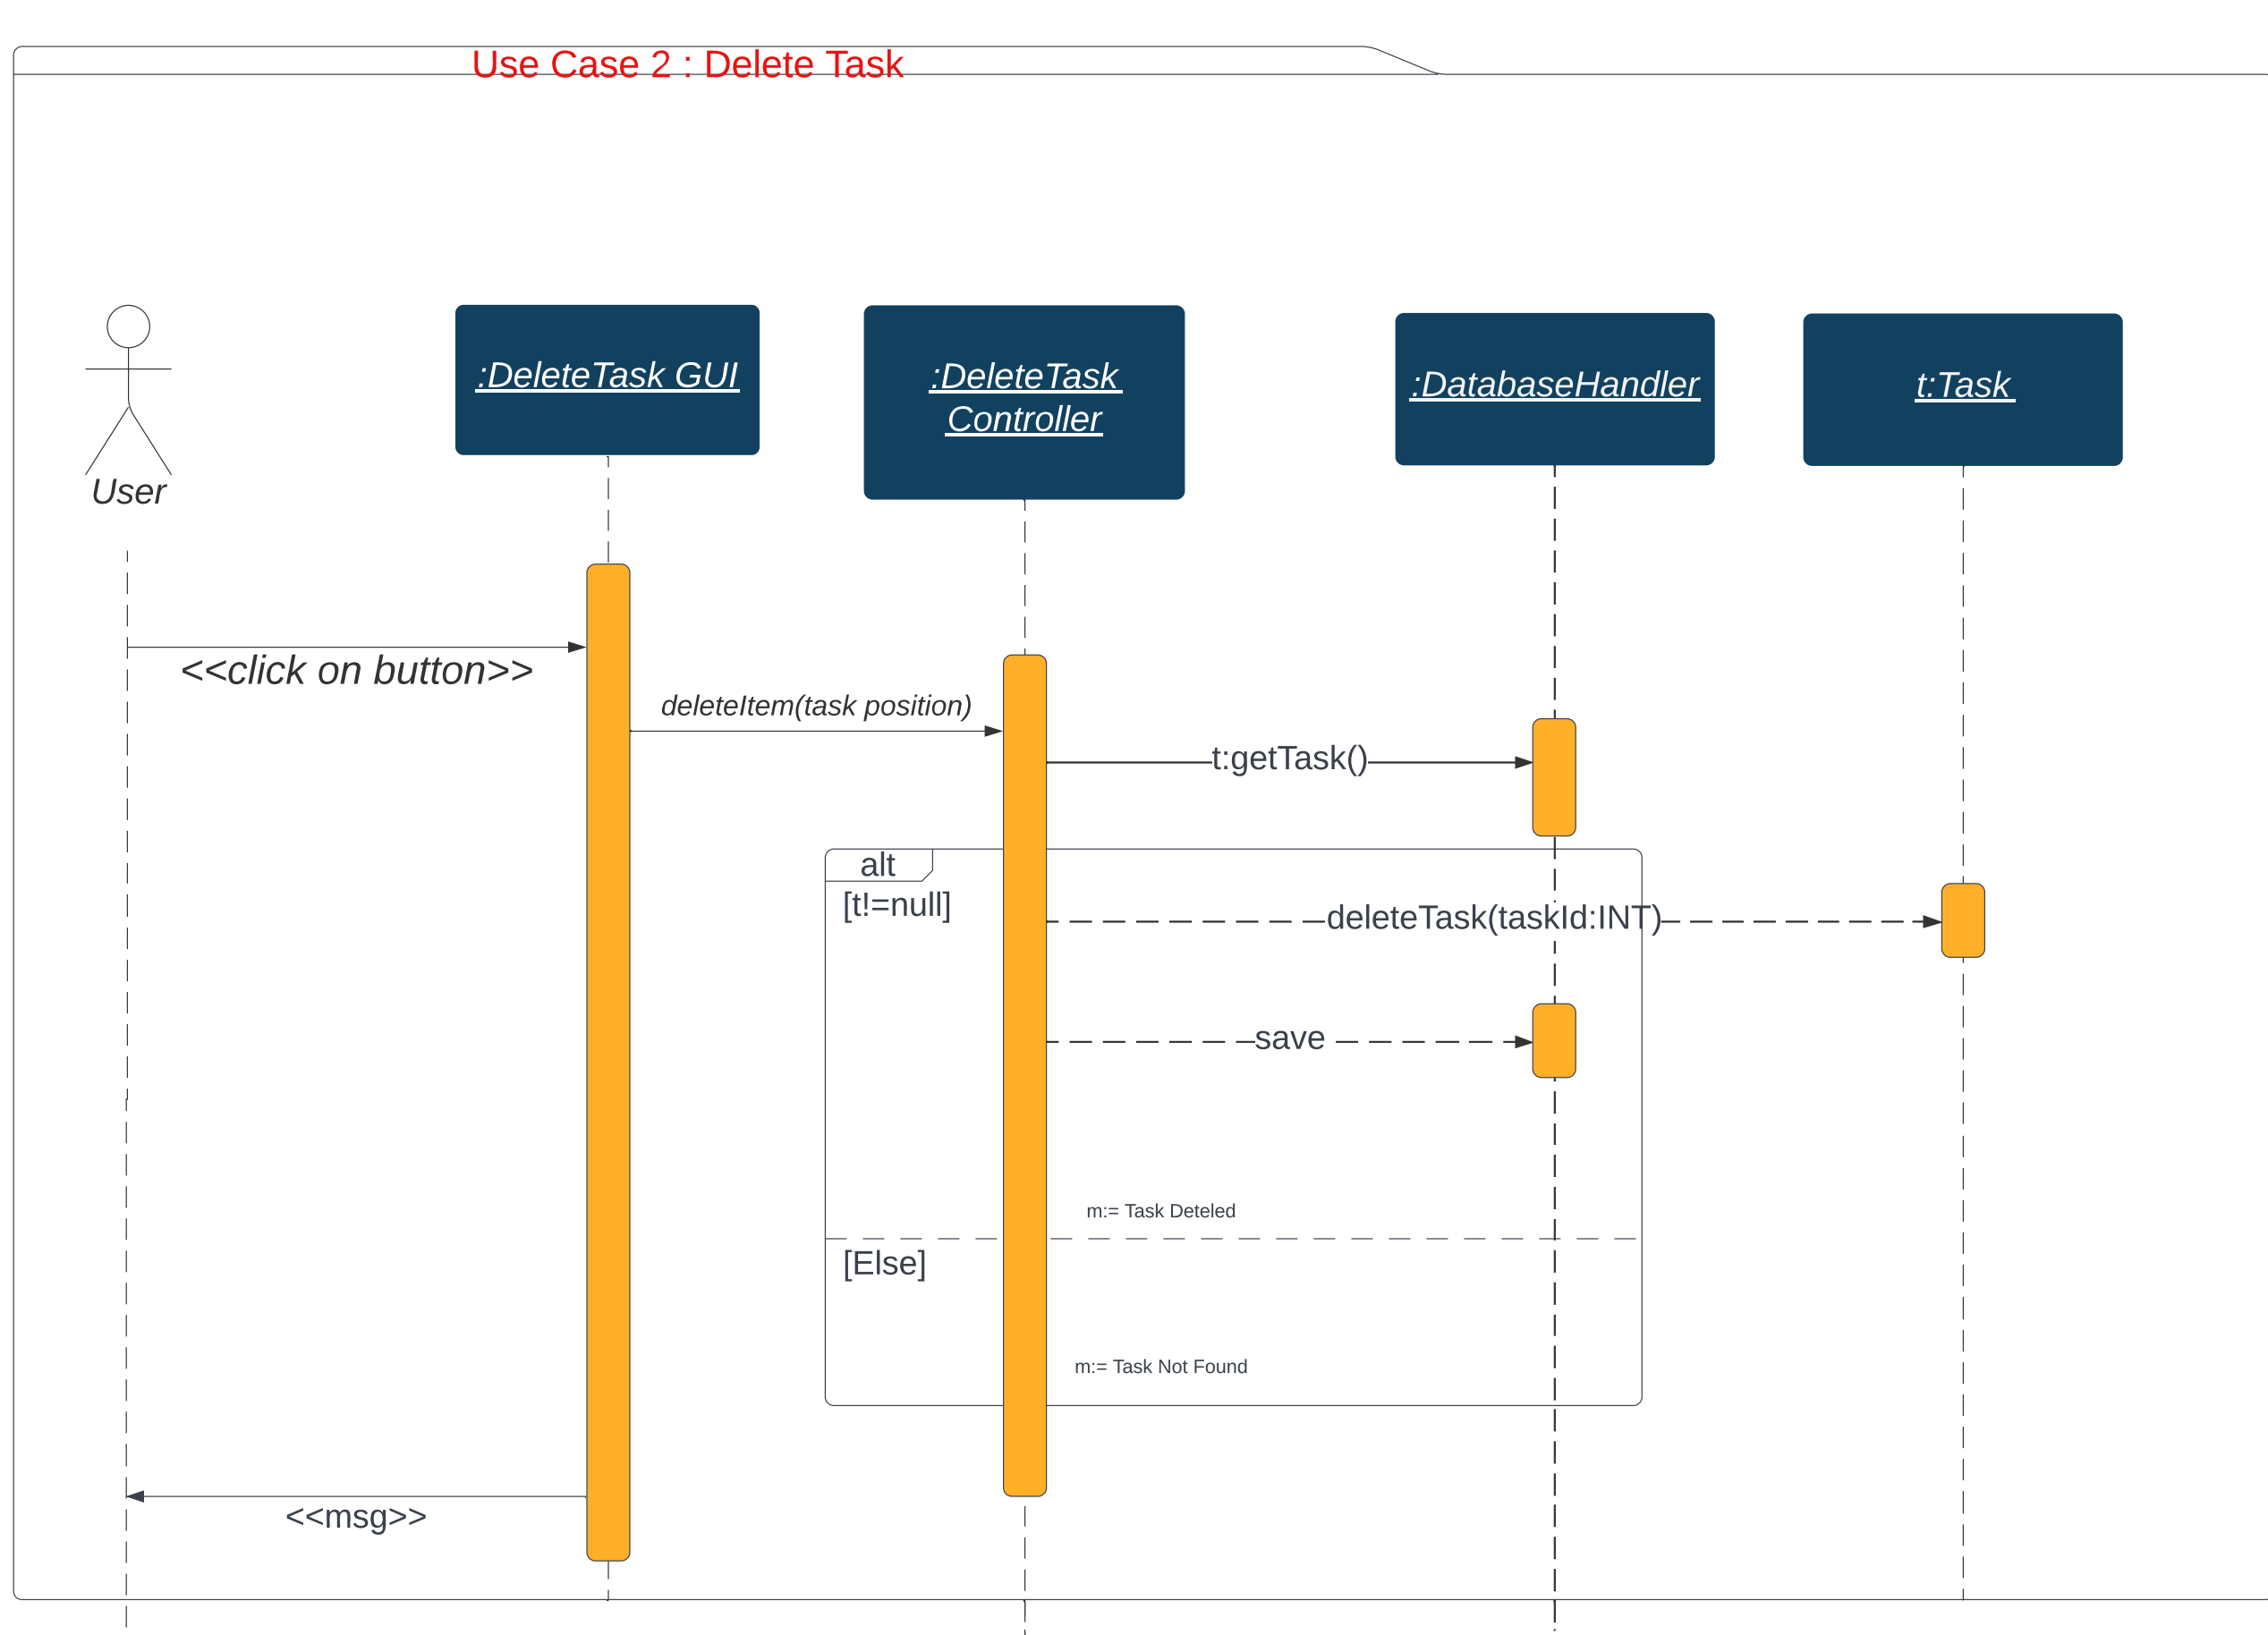 Use Case 2 : Delete Task
User
:DeleteTask GUI
:DeleteTask
Controller
:DatabaseHandler
t:Task
<<click on button>>
deleteItem(task position)
t:getTask()
alt
[t!=null]
deleteTask(taskId:INT)
save
m:= Task Deteled
[Else]
m:= Task Not Found
<<msg>>